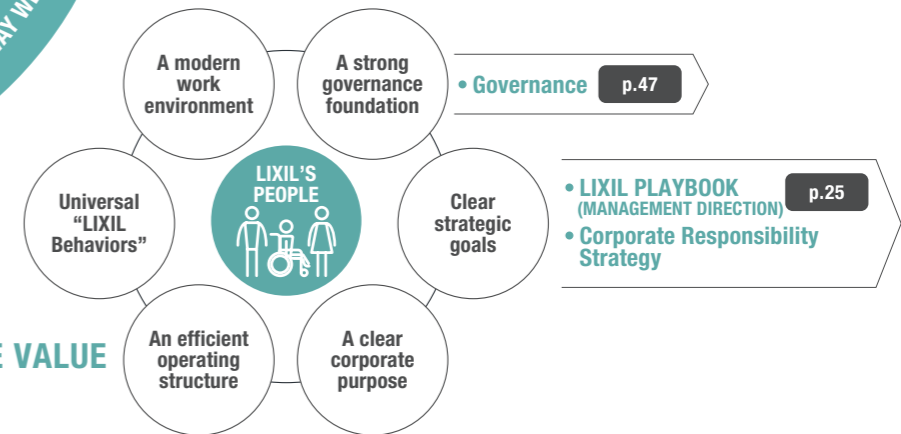 AY W
A modern
work
environment
A strong
governance
foundation
• Governance
p.47
Universal
“LIXIL
Behaviors”
LIXIL’S
PEOPLE
Clear
strategic
goals
• LIXIL PLAYBOOK
(MANAGEMENT DIRECTION)
p.25
• Corporate Responsibility
Strategy
E VALUE
An efficient
operating
structure
A clear
corporate
purpose